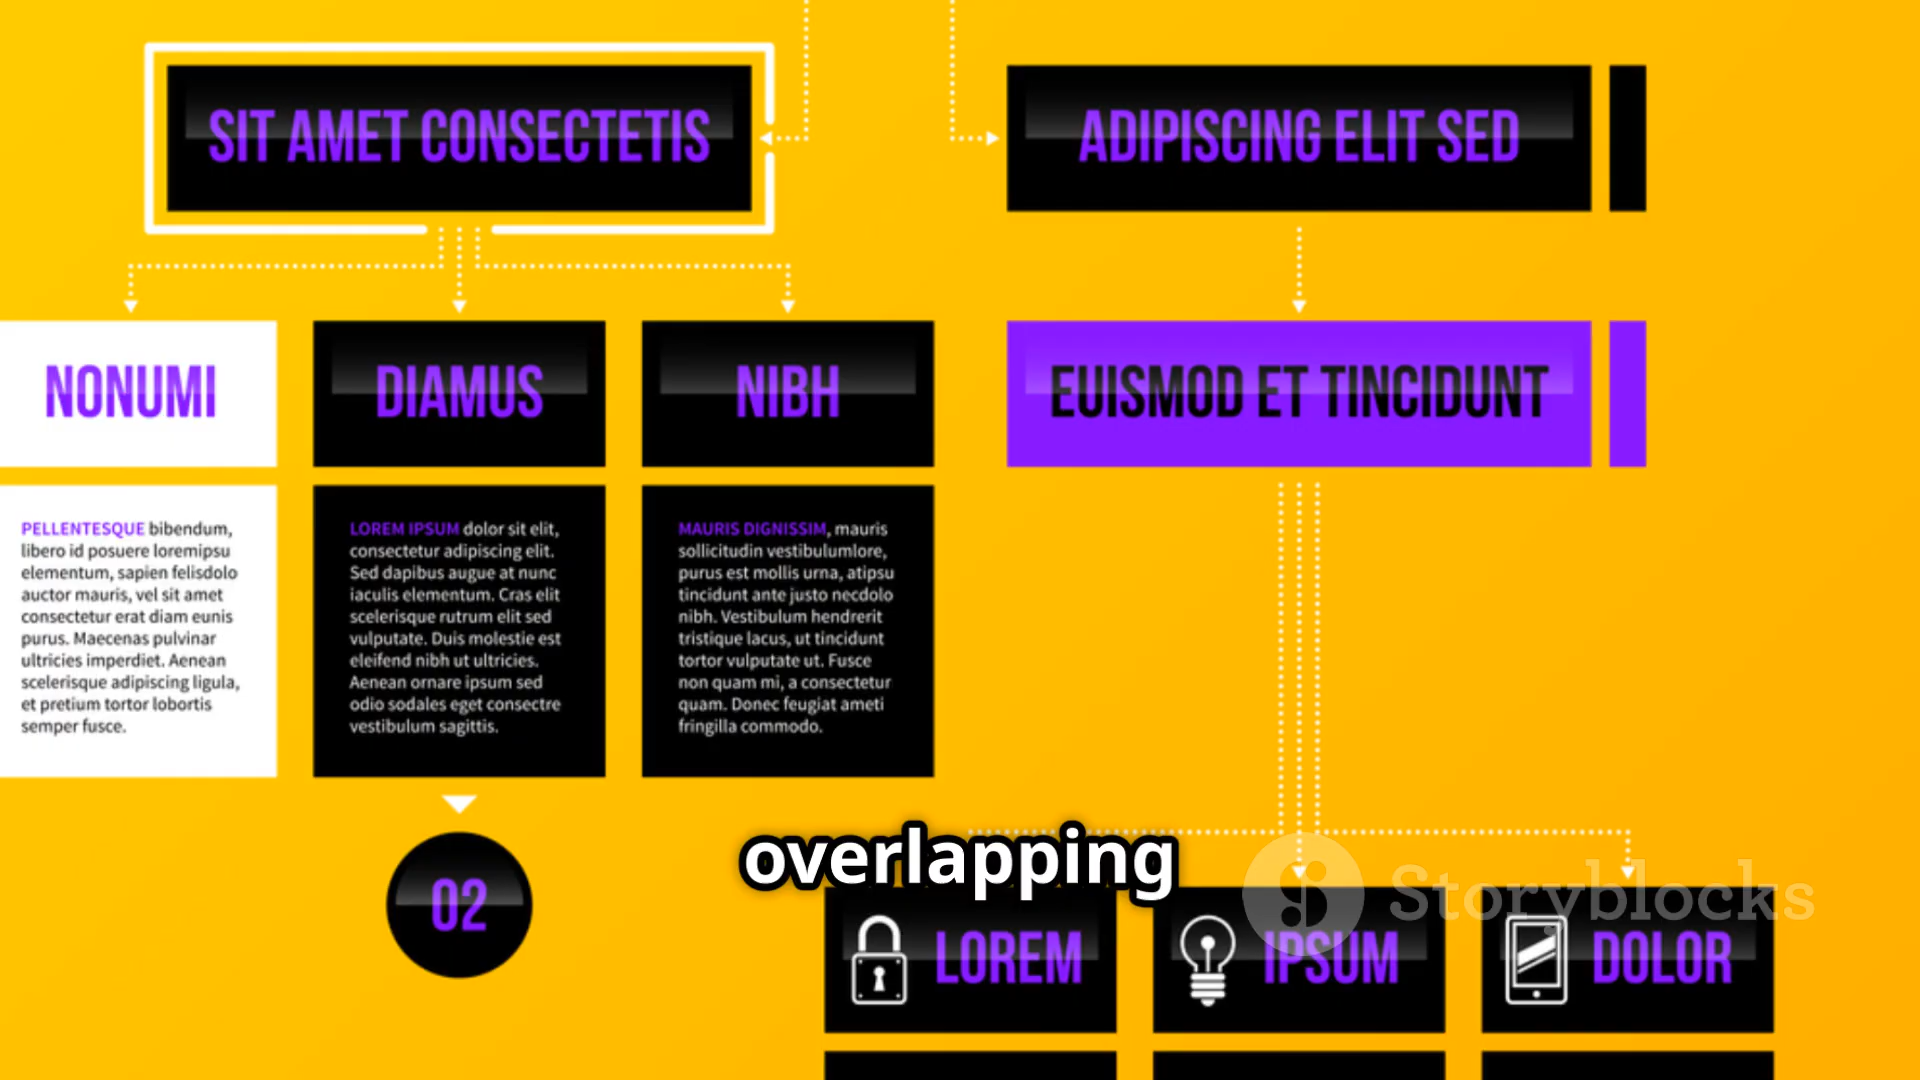 SIT AMET CONSECTETIS
ADIPISCING ELIT SED
NONUMI
DIAMUS
NIBH
EUISMOD ET TINCIDUNT
PELLENTESQUE bibendum,
libero id posuere loremipsu
elementum, sapien felisdolo
auctor mauris, vel sit amet
consectetur erat diam eunis
purus. Maecenas pulvinar
ultricies imperdiet. Aenean
scelerisque adipiscing ligula,
et pretium tortor lobortis
semper fusce.
LOREM IPSUM dolor sit elit,
consectetur adipiscing elit.
Sed dapibus augue at nunc
iaculis elementum. Cras elit
scelerisque rutrum elit sed
vulputate. Duis molestie est
eleifend nibh ut ultricies.
Aenean ornare ipsum sed
odio sodales eget consectre
vestibulum sagittis.
MAURIS DIGNISSIM, mauris
sollicitudin vestibulumlore,
purus est mollis urna, atipsu
tincidunt ante justo necdolo
nibh. Vestibulum hendrerit
tristique lacus, ut tincidunt
tortor vulputate ut. Fusce
non quam mi, a consectetur
quam. Donec feugiat ameti
fringilla commodo.
overlapping
02
Storyblocks
LOREM
IPSUM
DOLOR